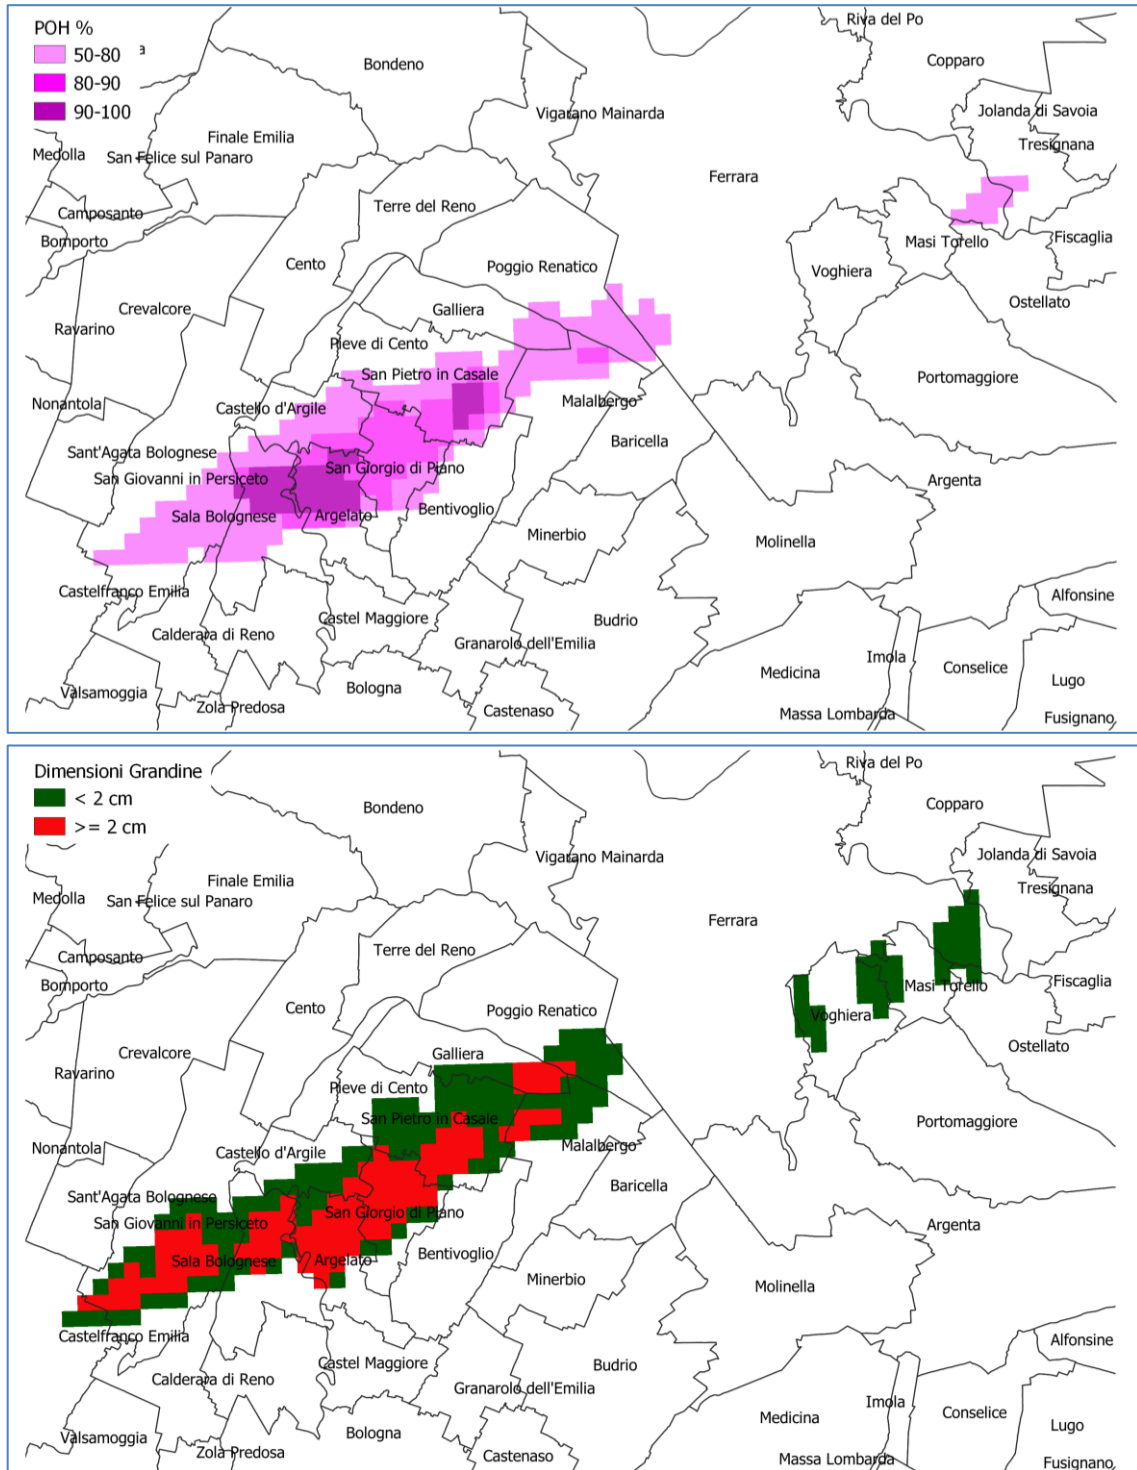 POH %
50-80
a
80-90
90-100
Riva del Po
Copparo
Bondeno
Vigarano Mainarda
Jolanda di Savoia
Finale Emilia
Tresignana
Medolla
San Felice sul Panaro
Ferrara
Terre del Reno
Camposanto
Bomporto
Masi Torello
Fiscaglia
Cento
Poggio Renatico
Voghiera
Crevalcore
Galliera
Ostellato
Ravarino
Pieve di Cento
San Pietro in Casale
Portomaggiore
Nonantola
Castello d'Argile
Malalbergo
Baricella
Sant'Agata Bolognese
San Giorgio di Piano
San Giovanni in Persiceto
Argenta
Sala Bolognese
Argelato
Bentivoglio
Minerbio
Molinella
Castelfranco Emilia
Alfonsine
Castel Maggiore
Budrio
Calderara di Reno
Granarolo dell'Emilia
Imola
Conselice
Medicina
Lugo
Valsamoggia
Bologna
Zola Predosa
Castenaso
Massa Lombarda
Fusignano
Dimensioni Grandine
< 2 cm
>= 2 cm
Riva del Po
Copparo
Bondeno
Vigarano Mainarda
Jolanda di Savoia
Finale Emilia
Tresignana
Medolla
San Felice sul Panaro
Ferrara
Terre del Reno
Camposanto
Bomporto
Masi Torello
Fiscaglia
Cento
Poggio Renatico
Voghiera
Crevalcore
Galliera
Ostellato
Ravarino
Pieve di Cento
San Pietro in Casale
Portomaggiore
Nonantola
Castello d'Argile
Malalbergo
Baricella
Sant'Agata Bolognese
San Giorgio di Piano
San Giovanni in Persiceto
Argenta
Sala Bolognese
Argelato
Bentivoglio
Minerbio
Molinella
Castelfranco Emilia
Alfonsine
Castel Maggiore
Budrio
Calderara di Reno
Granarolo dell'Emilia
Imola
Conselice
Medicina
Lugo
Valsamoggia
Bologna
Zola Predosa
Castenaso
Massa Lombarda
Fusignano